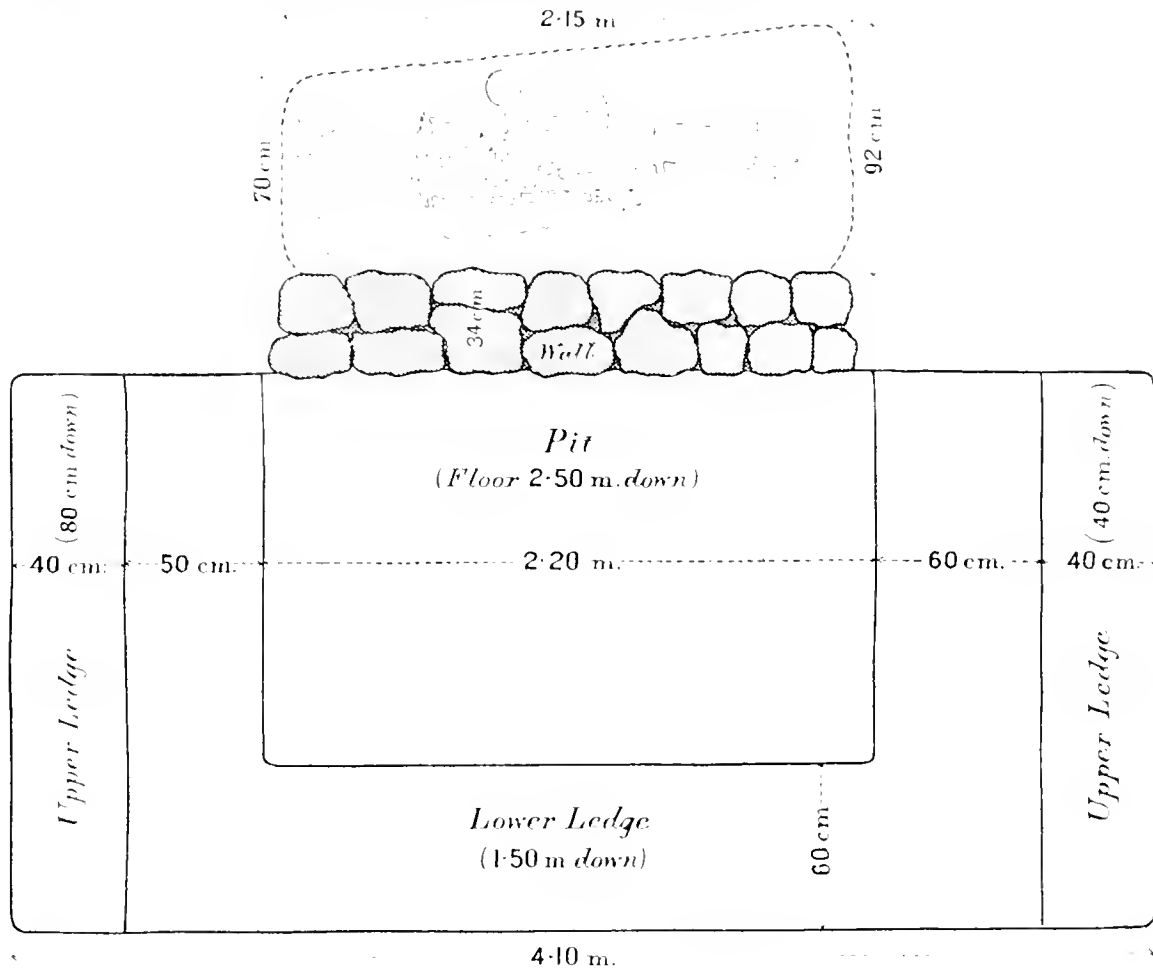 2·15 m
70 cm
92 cm
34 cm
Wall
Pit
(Floor 2·50 m. down)
(80 cm down)
(40 cm. down)
40 cm. 50 cm. 2·20 m. 60 cm. 40 cm.
Upper Ledge
Upper Ledge
Lower Ledge
(1·50 m down)
60 cm
4·10 m.